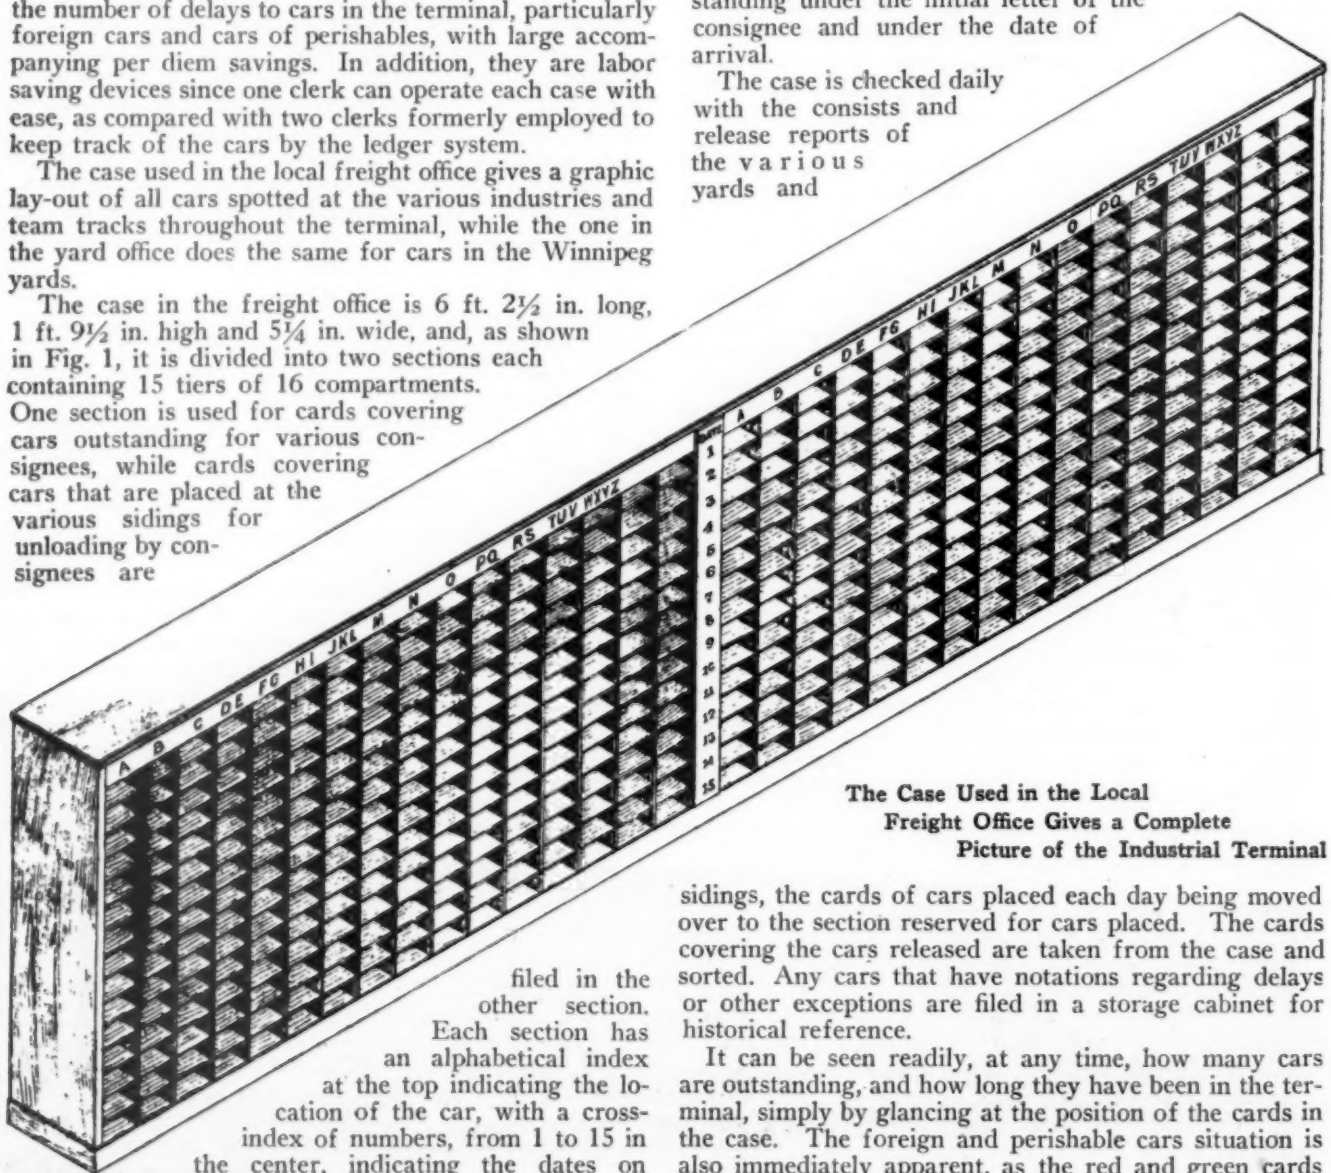 the number of delays to cars in the terminal, particularly
foreign cars and cars of perishables, with large accom-
panying per diem savings. In addition, they are labor
saving devices since one clerk can operate each case with
ease, as compared with two clerks formerly employed to
keep track of the cars by the ledger system.
The case used in the local freight office gives a graphic
lay-out of all cars spotted at the various industries and
team tracks throughout the terminal, while the one in
the yard office does the same for cars in the Winnipeg
yards.
The case in the freight office is 6 ft. 2½ in. long,
1 ft. 9½ in. high and 5¼ in. wide, and, as shown
in Fig. 1, it is divided into two sections each
containing 15 tiers of 16 compartments.
One section is used for cards covering
cars outstanding for various con-
signees, while cards covering
cars that are placed at the
various sidings for
unloading by con-
signees are
filed in the
other section.
Each section has
an alphabetical index
at the top indicating the lo-
cation of the car, with a cross-
index of numbers, from 1 to 15 in
the center, indicating the dates on
standing under the initial letter of the
consignee and under the date of
arrival.
The case is checked daily
with the consists and
release reports of
the various
yards and
A B C DE FG HI JKL M N O PQ RS TUV WXYZ
DATE
1
2
3
4
5
6
7
8
9
10
11
12
13
14
15
A B C DE FG HI JKL M N O PQ RS TUV WXYZ
The Case Used in the Local
Freight Office Gives a Complete
Picture of the Industrial Terminal
sidings, the cards of cars placed each day being moved
over to the section reserved for cars placed. The cards
covering the cars released are taken from the case and
sorted. Any cars that have notations regarding delays
or other exceptions are filed in a storage cabinet for
historical reference.
It can be seen readily, at any time, how many cars
are outstanding, and how long they have been in the ter-
minal, simply by glancing at the position of the cards in
the case. The foreign and perishable cars situation is
also immediately apparent, as the red and green cards